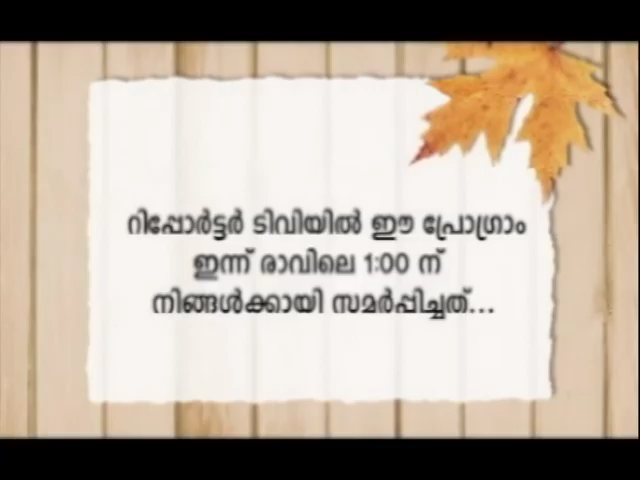 റിപ്പോർട്ടർ ടിവിയിൽ ഈ പ്രോഗ്രാം
ഇന്ന് രാവിലെ 1:00 ന്
നിങ്ങൾക്കായി സമർപ്പിച്ചത്...